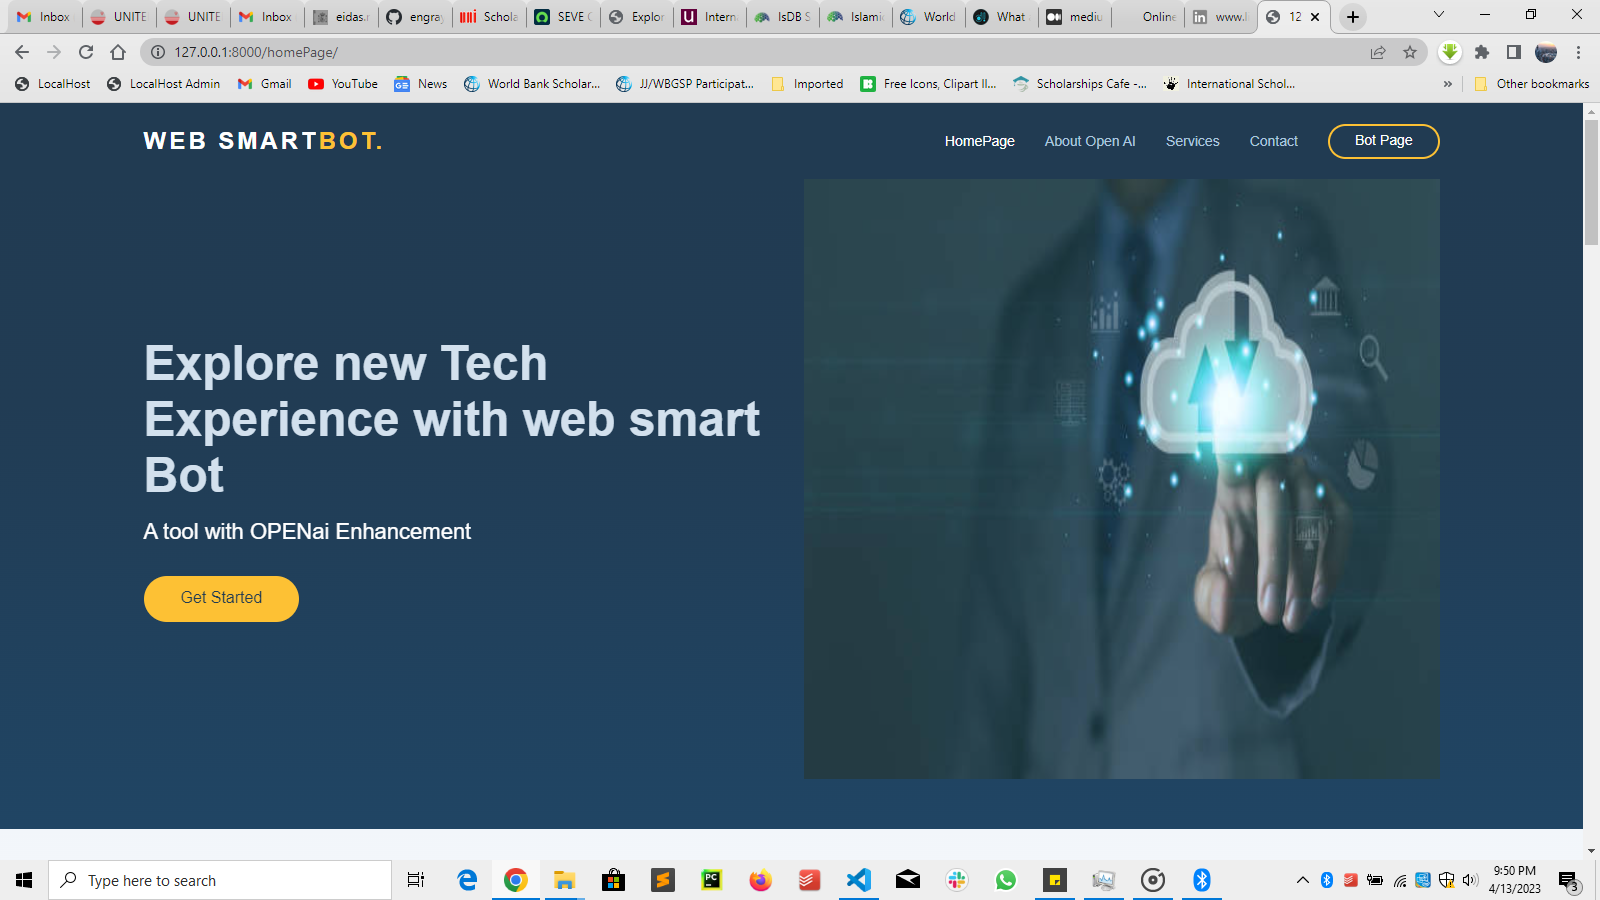 Inbox
UNITE
UNITE
Inbox
eidas.r
engray
Schola
SEVE C
Explor
Intern
IsDB S
Islamic
World
What
mediu
Online
www.li
12
127.0.0.1:8000/homePage/
LocalHost
LocalHost Admin
Gmail
YouTube
News
World Bank Scholar...
JJ/WBGSP Participat...
Imported
Free Icons, Clipart Il...
Scholarships Cafe -...
International Schol...
»
Other bookmarks
WEB SMARTBOT.
HomePage
About Open AI
Services
Contact
Bot Page
Explore new Tech
Experience with web smart
Bot
A tool with OPENai Enhancement
Get Started
Type here to search
9:50 PM
4/13/2023
3